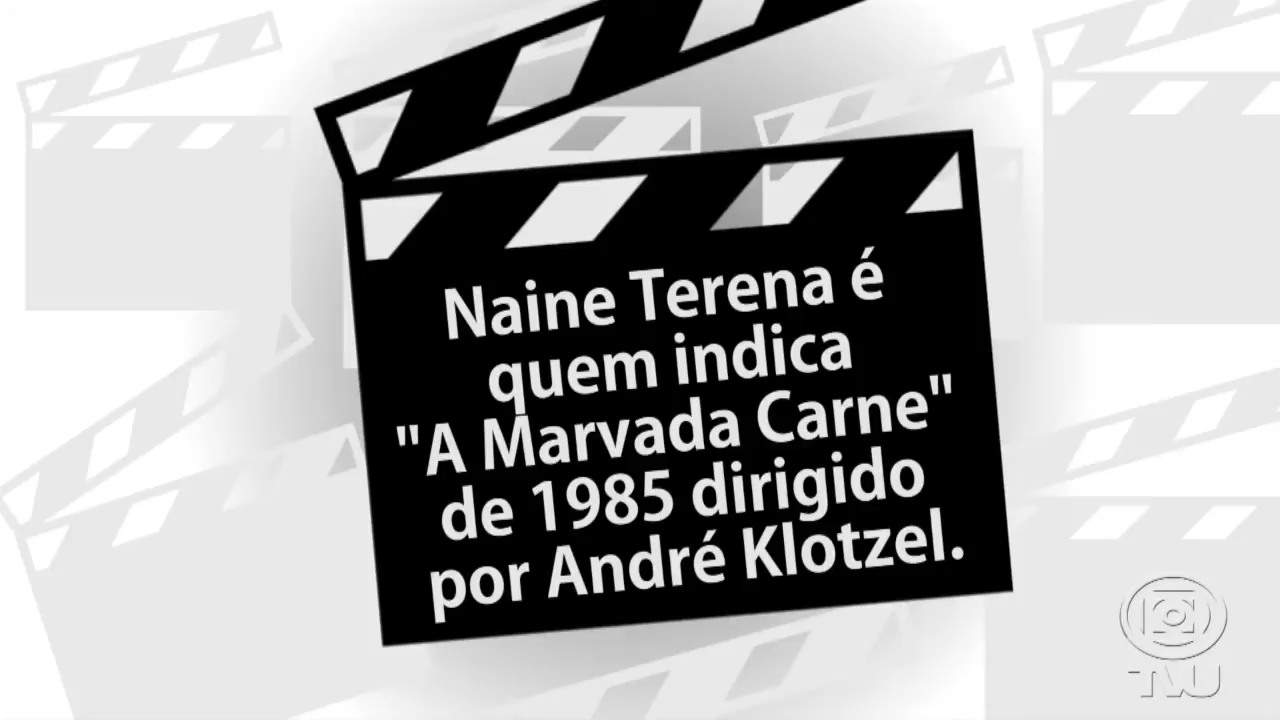 Naine Terena é
quem indica
"A Marvada Carne"
de 1985 dirigido
por André Klotzel.
TVU